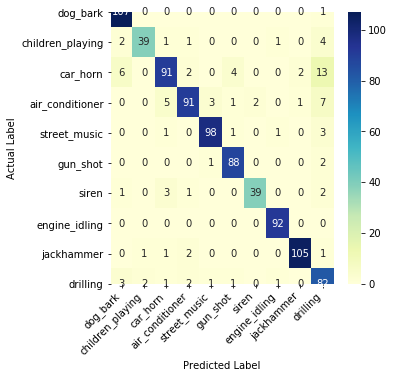 dog_bark 107 0 0 0 0 0 0 0 0 1
children_playing 2 39 1 1 0 0 0 1 0 4
car_horn 6 0 91 2 0 4 0 0 2 13
air_conditioner 0 0 5 91 3 1 2 0 1 7
street_music 0 0 1 0 98 1 0 1 0 3
gun_shot 0 0 0 0 1 88 0 0 0 2
siren 1 0 3 1 0 0 39 0 0 2
engine_idling 0 0 0 0 0 0 0 92 0 0
jackhammer 0 1 1 2 0 0 0 0 105 1
drilling 3 2 1 2 1 1 0 1 0 82
Actual Label
dog_bark
children_playing
car_horn
air_conditioner
street_music
gun_shot
siren
engine_idling
jackhammer
drilling
Predicted Label
100
80
60
40
20
0